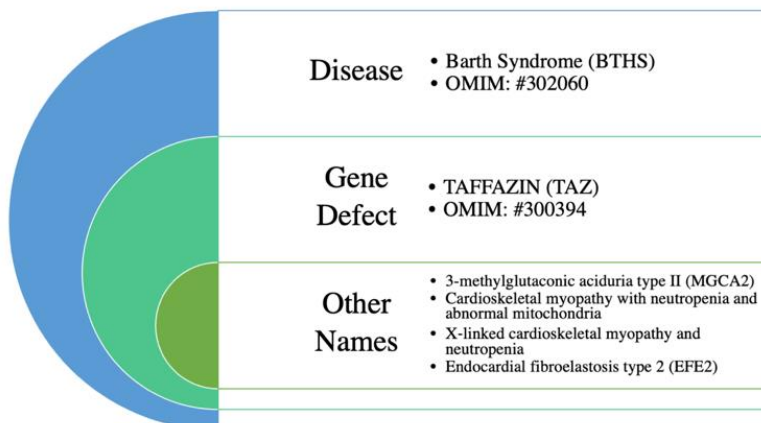 Disease
• Barth Syndrome (BTHS)
• OMIM: #302060
Gene
Defect
• TAFFAZIN (TAZ)
• OMIM: #300394
Other
Names
• 3-methylglutaconic aciduria type II (MGCA2)
• Cardioskeletal myopathy with neutropenia and
abnormal mitochondria
• X-linked cardioskeletal myopathy and
neutropenia
• Endocardial fibroelastosis type 2 (EFE2)